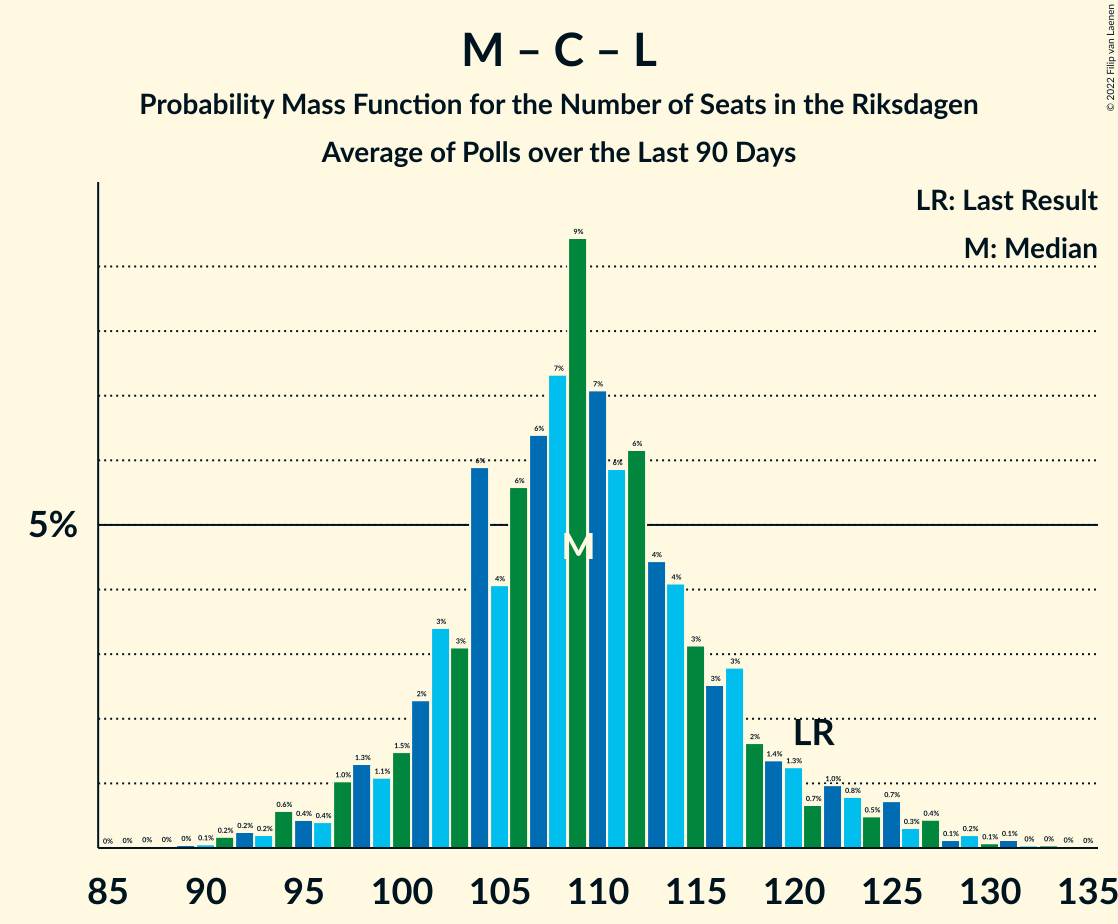 M – C – L
Probability Mass Function for the Number of Seats in the Riksdagen
Average of Polls over the Last 90 Days
© 2022 Filip van Laenen
LR: Last Result
M: Median
5%
0% 0% 0% 0% 0% 0.1% 0.2% 0.2% 0.2% 0.6% 0.4% 0.4% 1.0% 1.3% 1.1% 1.5% 2% 3% 3% 6% 4% 6% 6% 7% 9% 7% 6% 6% 4% 4% 3% 3% 3% 2% 1.4% 1.3% 0.7% 1.0% 0.8% 0.5% 0.7% 0.3% 0.4% 0.1% 0.2% 0.1% 0.1% 0% 0% 0% 0%
M
LR
85 90 95 100 105 110 115 120 125 130 135